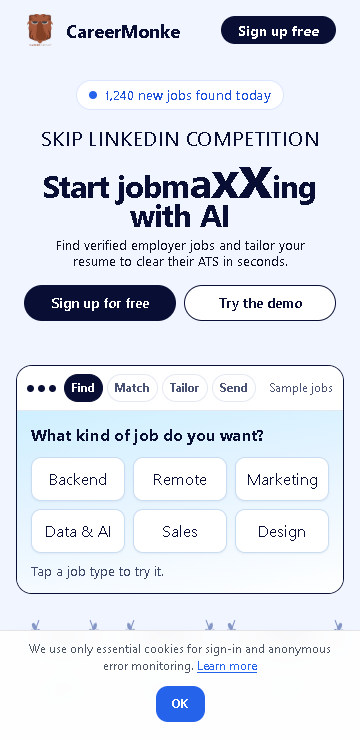 CareerMonke
Sign up free
1,240 new jobs found today
SKIP LINKEDIN COMPETITION
Start jobmaXXing
with AI
Find verified employer jobs and tailor your
resume to clear their ATS in seconds.
Sign up for free
Try the demo
Find
Match
Tailor
Send
Sample jobs
What kind of job do you want?
Backend
Remote
Marketing
Data & AI
Sales
Design
Tap a job type to try it.
We use only essential cookies for sign-in and anonymous
error monitoring. Learn more
OK